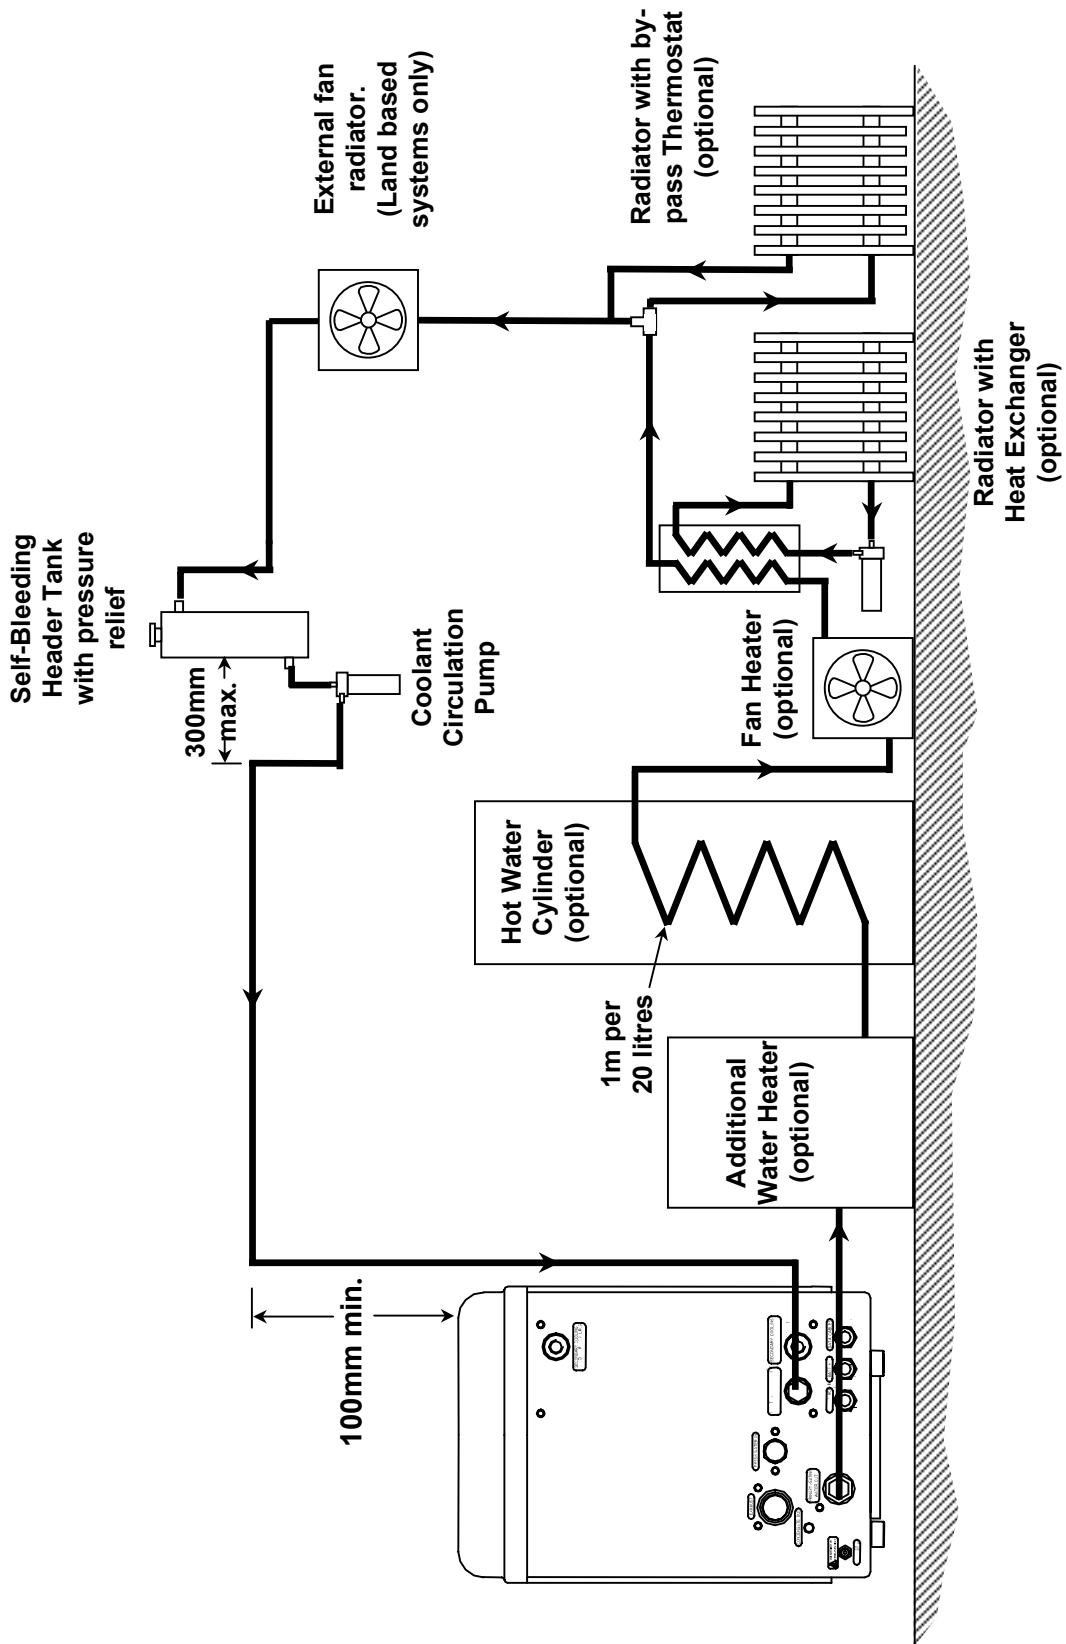 Self-Bleeding
Header Tank
with pressure
relief
300mm
max.
Coolant
Circulation
Pump
External fan
radiator.
(Land based
systems only)
Radiator with by-
pass Thermostat
(optional)
Radiator with
Heat Exchanger
(optional)
Fan Heater
(optional)
Hot Water
Cylinder
(optional)
1m per
20 litres
Additional
Water Heater
(optional)
100mm min.